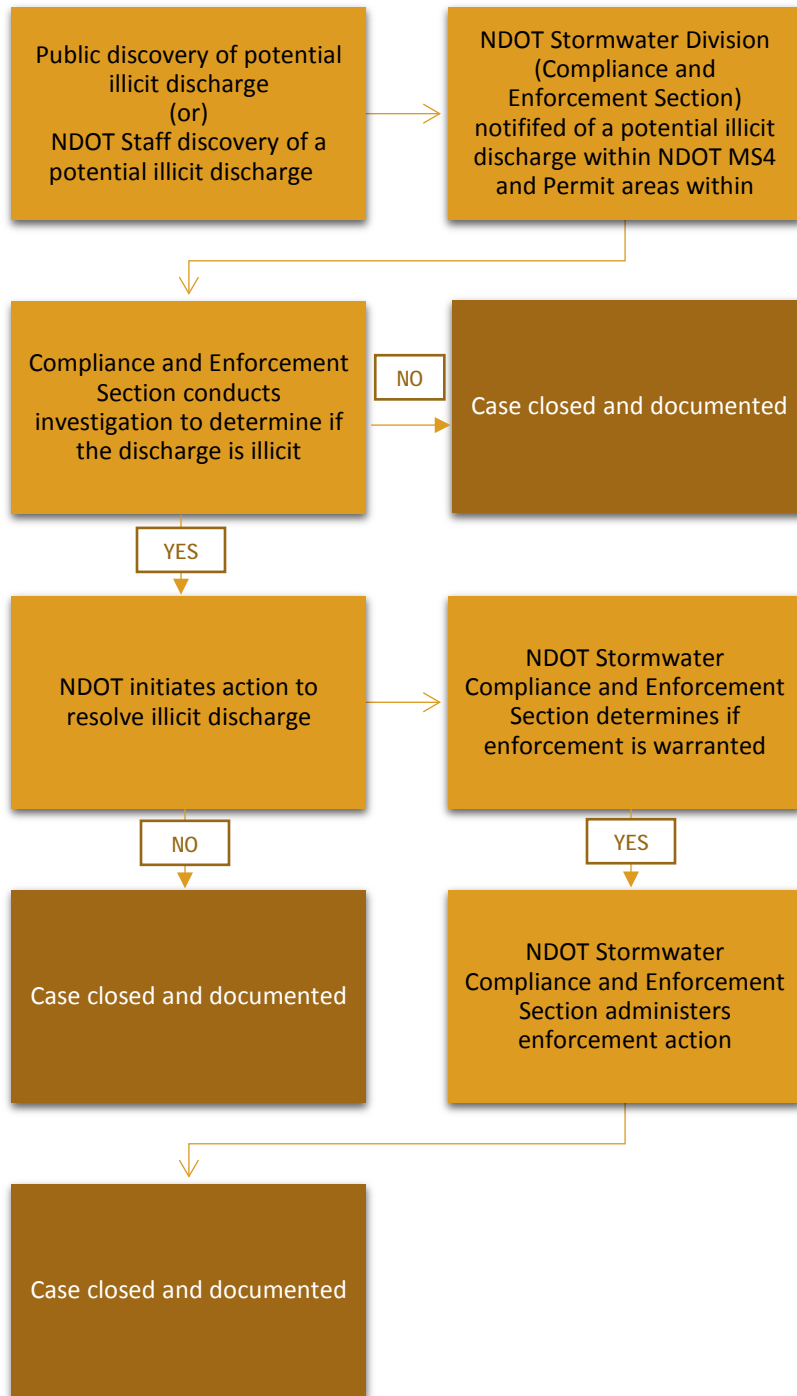 Public discovery of potential
illicit discharge
(or)
NDOT Staff discovery of a
potential illicit discharge
NDOT Stormwater Division
(Compliance and
Enforcement Section)
notififed of a potential illicit
discharge within NDOT MS4
and Permit areas within
Compliance and Enforcement
Section conducts
investigation to determine if
the discharge is illicit
NO
Case closed and documented
YES
NDOT initiates action to
resolve illicit discharge
NDOT Stormwater
Compliance and Enforcement
Section determines if
enforcement is warranted
NO
YES
Case closed and documented
NDOT Stormwater
Compliance and Enforcement
Section administers
enforcement action
Case closed and documented